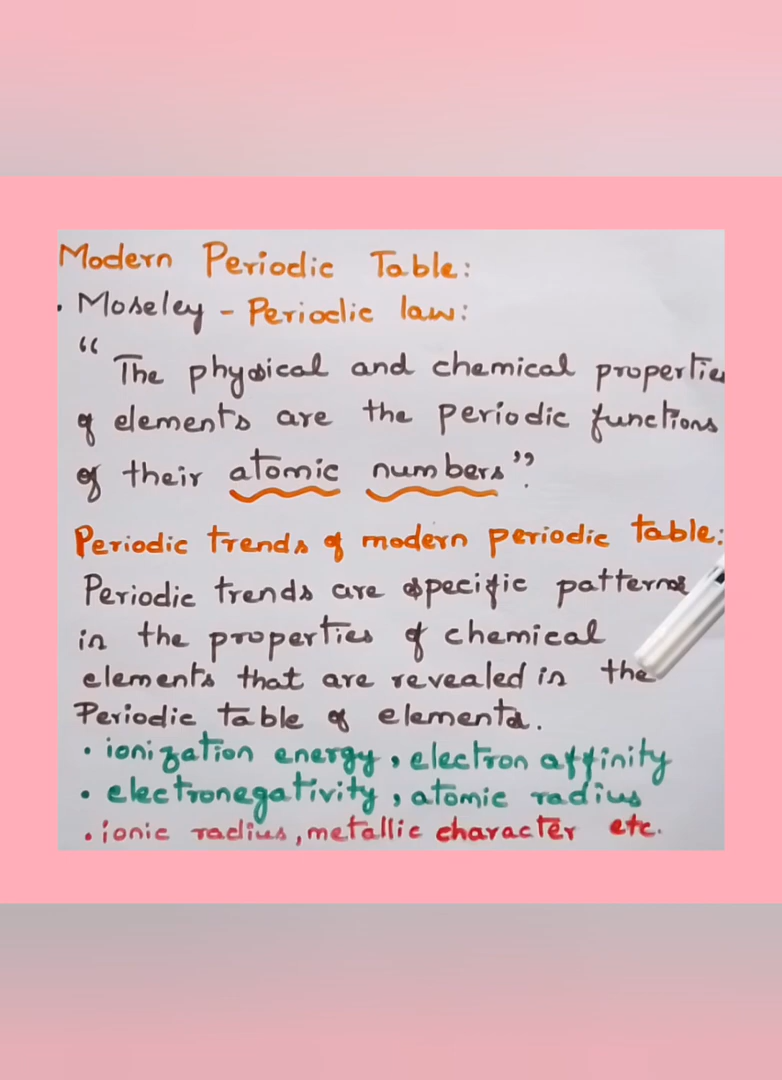 Modern Periodic Table:
• Moseley - Periodic law:
“The physical and chemical propertie
of elements are the periodic functions
of their atomic numbers”.
Periodic trends of modern periodic table:
Periodic trends are specific patterns
in the properties of chemical
elements that are revealed in the
Periodic table of elements.
• ionization energy, electron affinity
• electronegativity, atomic radius
• ionic radius, metallic character etc.